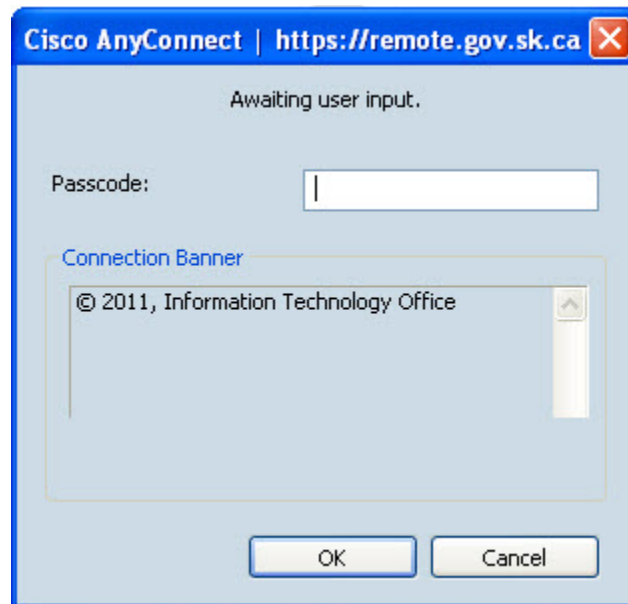 Cisco AnyConnect | https://remote.gov.sk.ca
Awaiting user input.
Passcode:
Connection Banner
© 2011, Information Technology Office
OK Cancel